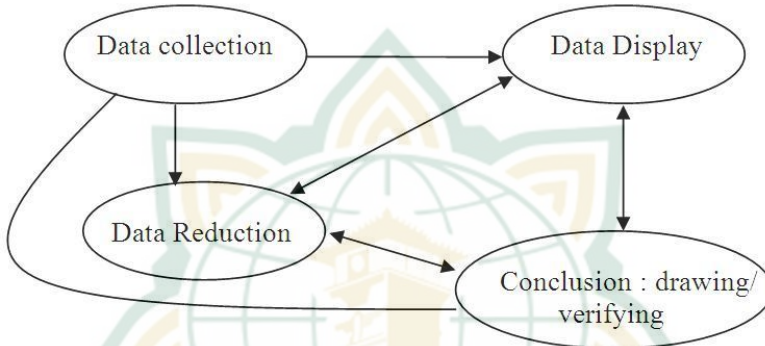 Data collection
Data Display
Data Reduction
Conclusion : drawing/
verifying